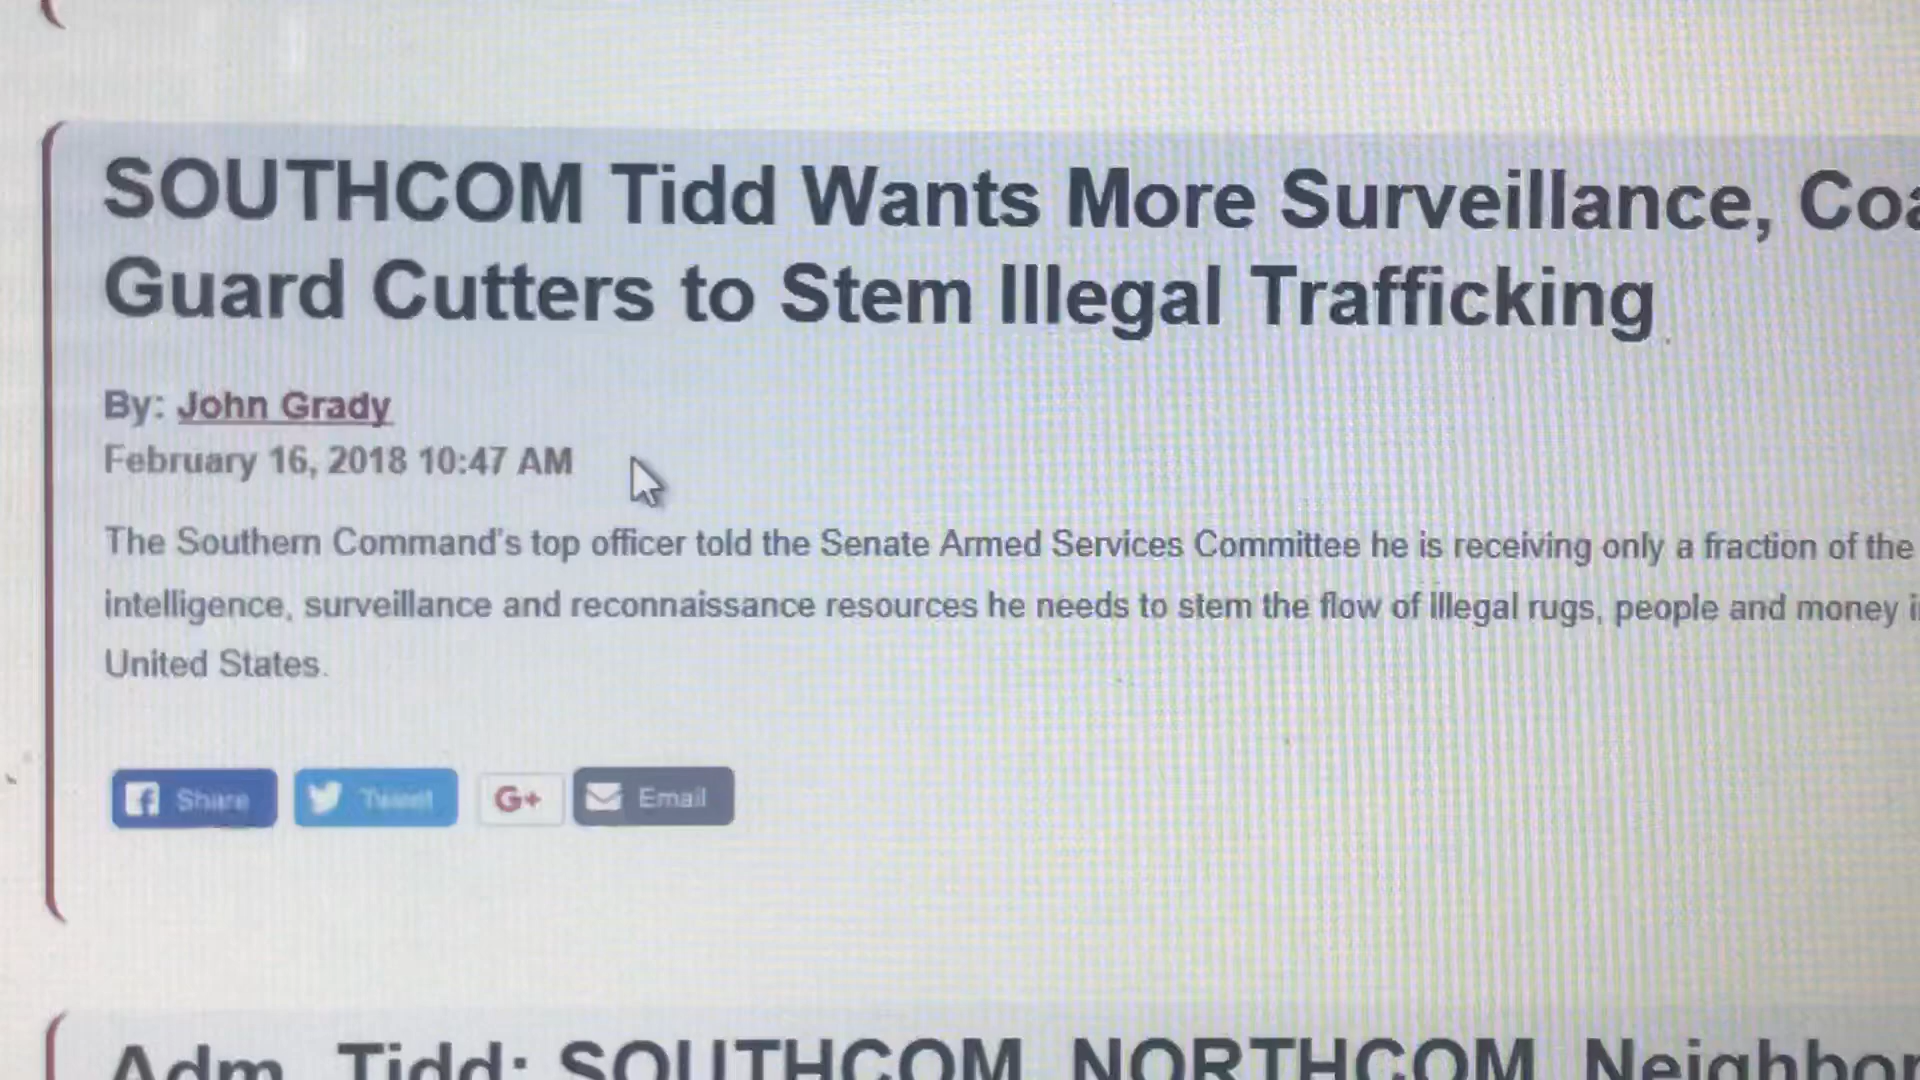 SOUTHCOM Tidd Wants More Surveillance, Coa
Guard Cutters to Stem Illegal Trafficking
By: John Grady
February 16, 2018 10:47 AM
The Southern Command's top officer told the Senate Armed Services Committee he is receiving only a fraction of the
intelligence, surveillance and reconnaissance resources he needs to stem the flow of illegal rugs, people and money i
United States.
Share Tweet G+ Email
Adm. Tidd: SOUTHCOM, NORTHCOM Neighbor